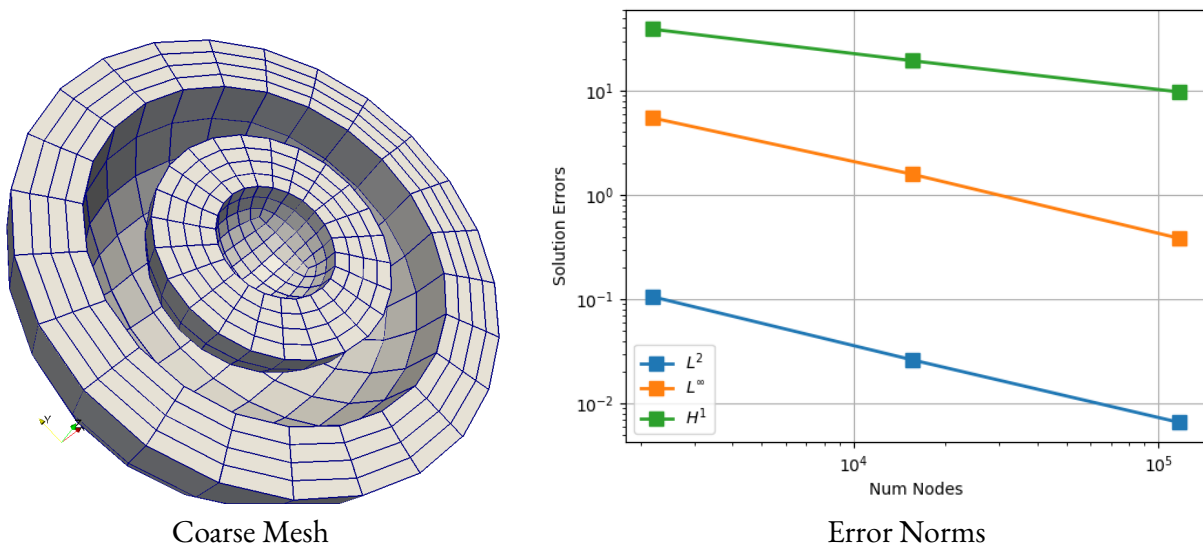 Y
10¹
10⁰
10⁻¹
10⁻²
Solution Errors
L²
L∞
H¹
10⁴
10⁵
Num Nodes
Coarse Mesh
Error Norms